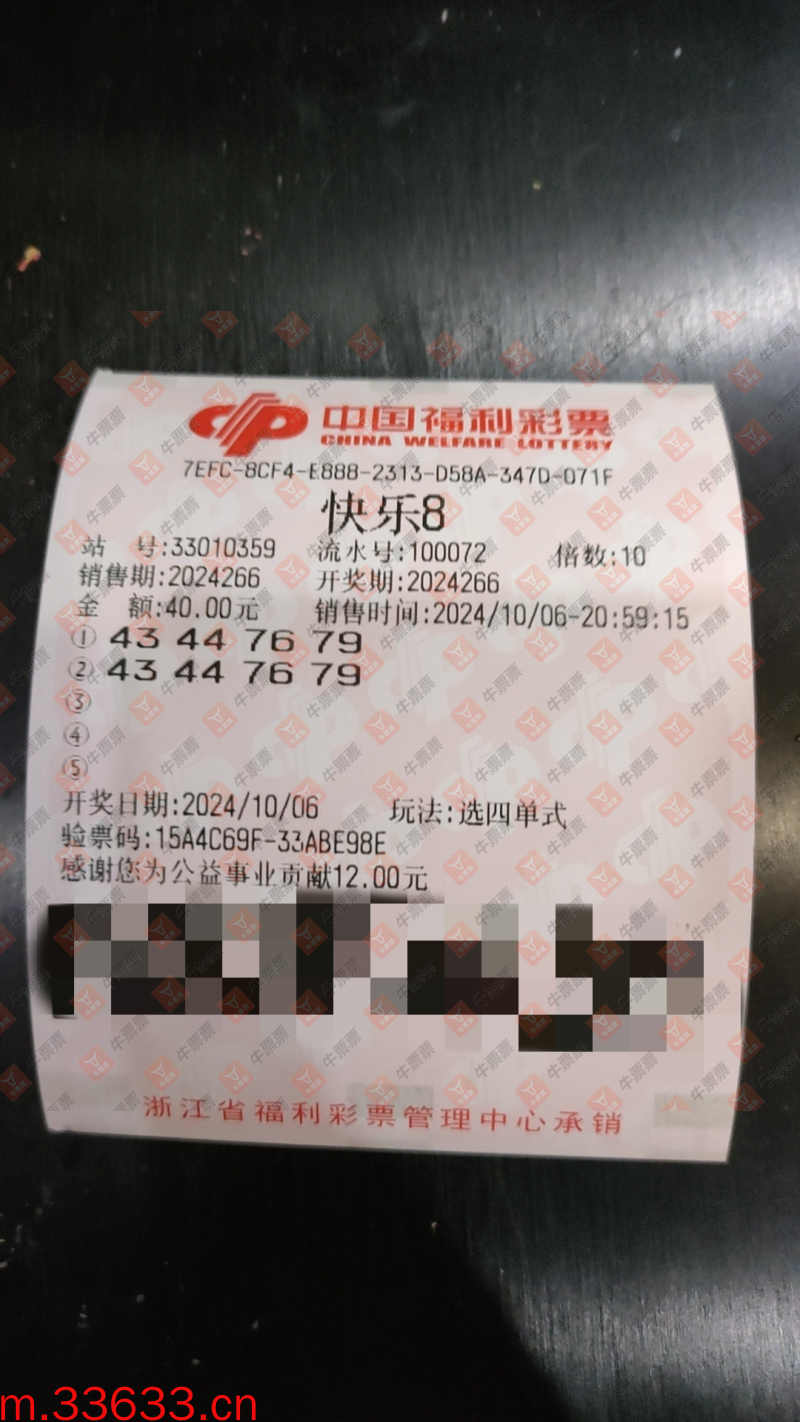 中国福利彩票
CHINA WELFARE LOTTERY
7EFC-8CF4-E888-2313-D58A-347D-071F
快乐8
站 号:33010359 流水号:100072 倍数:10
销售期:2024266 开奖期:2024266
金 额:40.00元 销售时间:2024/10/06-20:59:15
① 43 44 76 79
② 43 44 76 79
③
④
⑤
开奖日期:2024/10/06 玩法:选四单式
验票码:15A4C69F-33ABE98E
感谢您为公益事业贡献12.00元
浙江省福利彩票管理中心承销
牛票票
m.33633.cn